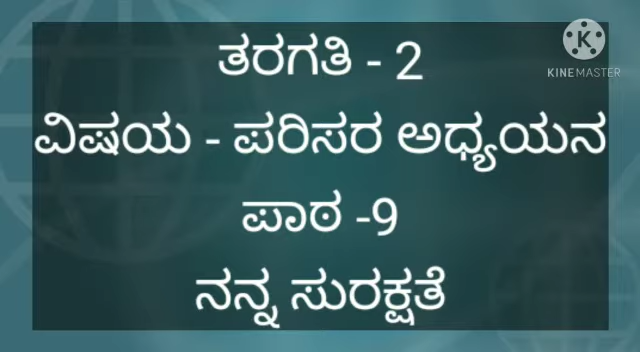 ತರಗತಿ - 2
KINEMASTER
ವಿಷಯ - ಪರಿಸರ ಅಧ್ಯಯನ
ಪಾಠ -9
ನನ್ನ ಸುರಕ್ಷತೆ